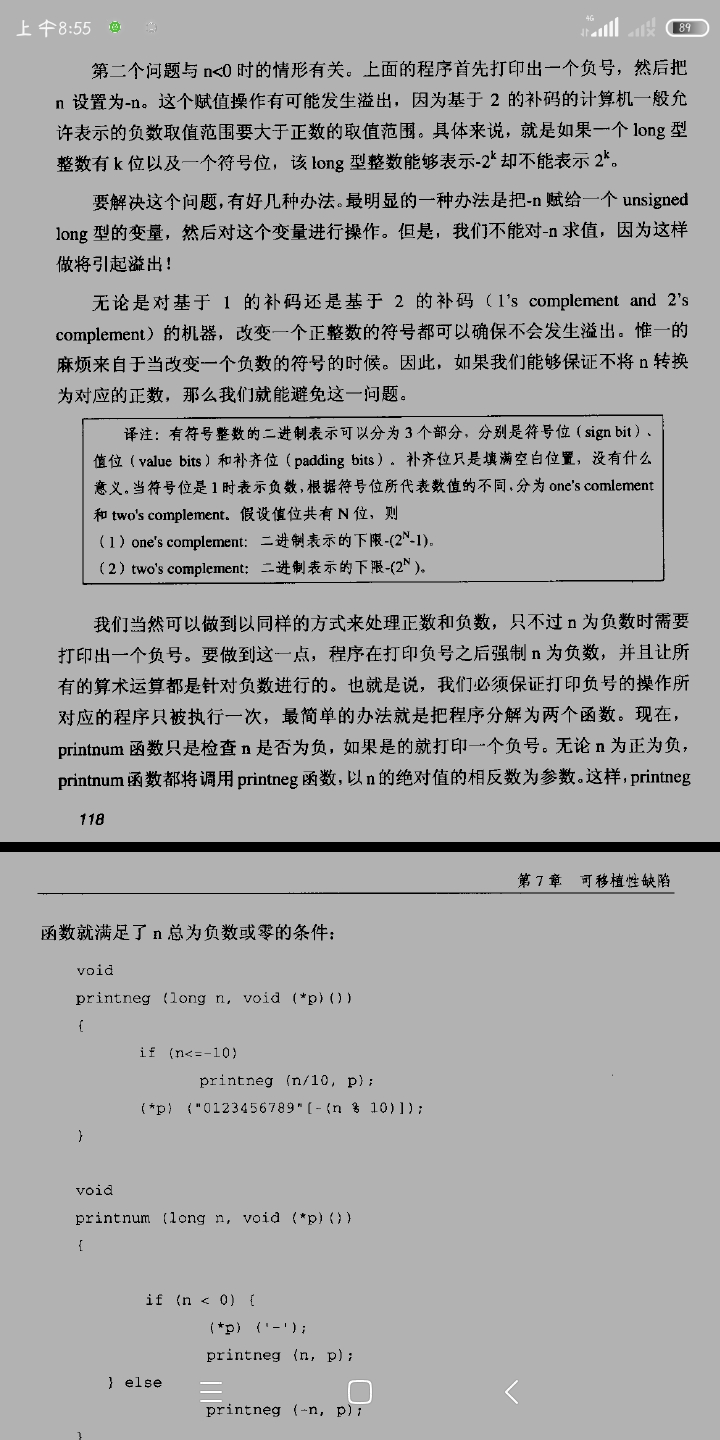 上午8:55
4G
89
第二个问题与 n<0 时的情形有关。上面的程序首先打印出一个负号，然后把
n 设置为-n。这个赋值操作有可能发生溢出，因为基于 2 的补码的计算机一般允
许表示的负数取值范围要大于正数的取值范围。具体来说，就是如果一个 long 型
整数有 k 位以及一个符号位，该 long 型整数能够表示-2^k 却不能表示 2^k。
要解决这个问题，有好几种办法。最明显的一种办法是把-n 赋给一个 unsigned
long 型的变量，然后对这个变量进行操作。但是，我们不能对-n 求值，因为这样
做将引起溢出！
无论是对基于 1 的补码还是基于 2 的补码（1's complement and 2's
complement）的机器，改变一个正整数的符号都可以确保不会发生溢出。惟一的
麻烦来自于当改变一个负数的符号的时候。因此，如果我们能够保证不将 n 转换
为对应的正数，那么我们就能避免这一问题。
译注：有符号整数的二进制表示可以分为 3 个部分，分别是符号位（sign bit）、
值位（value bits）和补齐位（padding bits）。补齐位只是填满空白位置，没有什么
意义。当符号位是 1 时表示负数，根据符号位所代表数值的不同，分为 one's comlement
和 two's complement。假设值位共有 N 位，则
（1）one's complement: 二进制表示的下限-(2^N-1)。
（2）two's complement: 二进制表示的下限-(2^N)。
我们当然可以做到以同样的方式来处理正数和负数，只不过 n 为负数时需要
打印出一个负号。要做到这一点，程序在打印负号之后强制 n 为负数，并且让所
有的算术运算都是针对负数进行的。也就是说，我们必须保证打印负号的操作所
对应的程序只被执行一次，最简单的办法就是把程序分解为两个函数。现在，
printnum 函数只是检查 n 是否为负，如果是的就打印一个负号。无论 n 为正为负，
printnum 函数都将调用 printneg 函数，以 n 的绝对值的相反数为参数。这样，printneg
118
第 7 章 可移植性缺陷
函数就满足了 n 总为负数或零的条件：
void
printneg (long n, void (*p)())
{
if (n<=-10)
printneg (n/10, p);
(*p) ("0123456789"[-(n % 10)]);
}
void
printnum (long n, void (*p)())
{
if (n < 0) {
(*p) ('-');
printneg (n, p);
} else
printneg (-n, p);
}